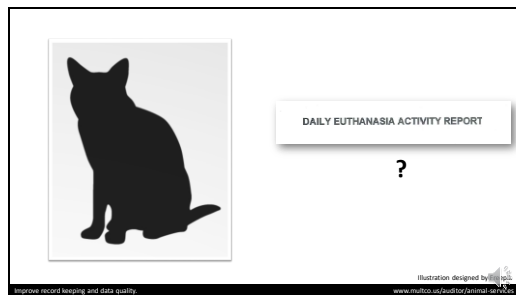 DAILY EUTHANASIA ACTIVITY REPORT
?
Illustration designed by
Improve record keeping and data quality.
www.multco.us/auditor/animal-services